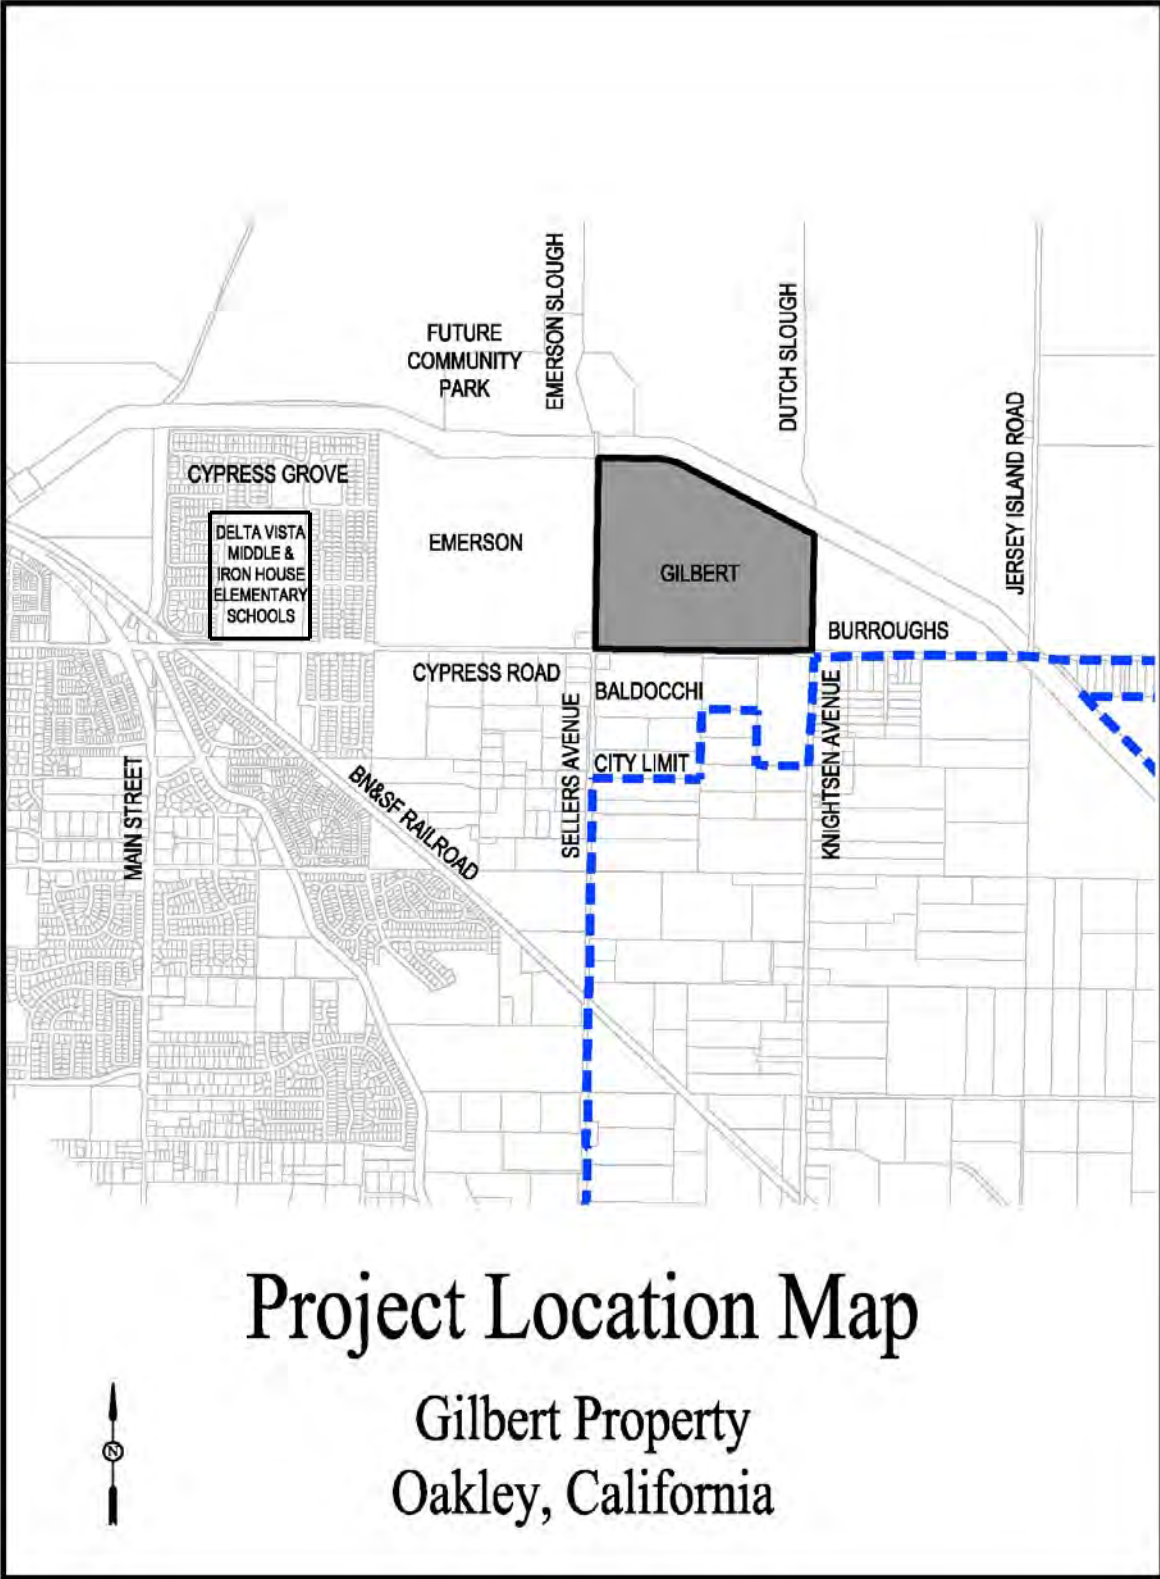 EMERSON SLOUGH
DUTCH SLOUGH
FUTURE
COMMUNITY
PARK
JERSEY ISLAND ROAD
CYPRESS GROVE
DELTA VISTA
MIDDLE &
IRON HOUSE
ELEMENTARY
SCHOOLS
EMERSON
GILBERT
BURROUGHS
CYPRESS ROAD
BALDOCCHI
SELLERS AVENUE
KNIGHTSEN AVENUE
CITY LIMIT
MAIN STREET
BN&SF RAILROAD
Project Location Map
Gilbert Property
Oakley, California
N